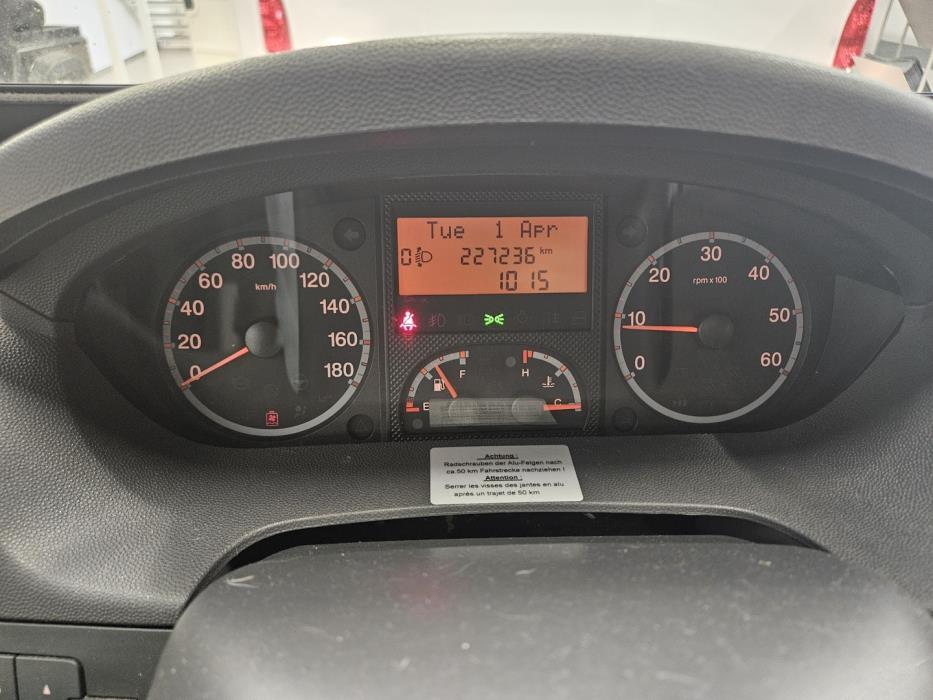 Tue 1 Apr
0 227236 km
1015
0
20
40
60
80
100
120
140
160
180
km/h
E
F
H
C
0
10
20
30
40
50
60
rpm x 100
Achtung :
Radschrauben der Alu-Felgen nach
ca.50 km Fahrstrecke nachziehen !
Attention :
Serrer les visses des jantes en alu
après un trajet de 50 km